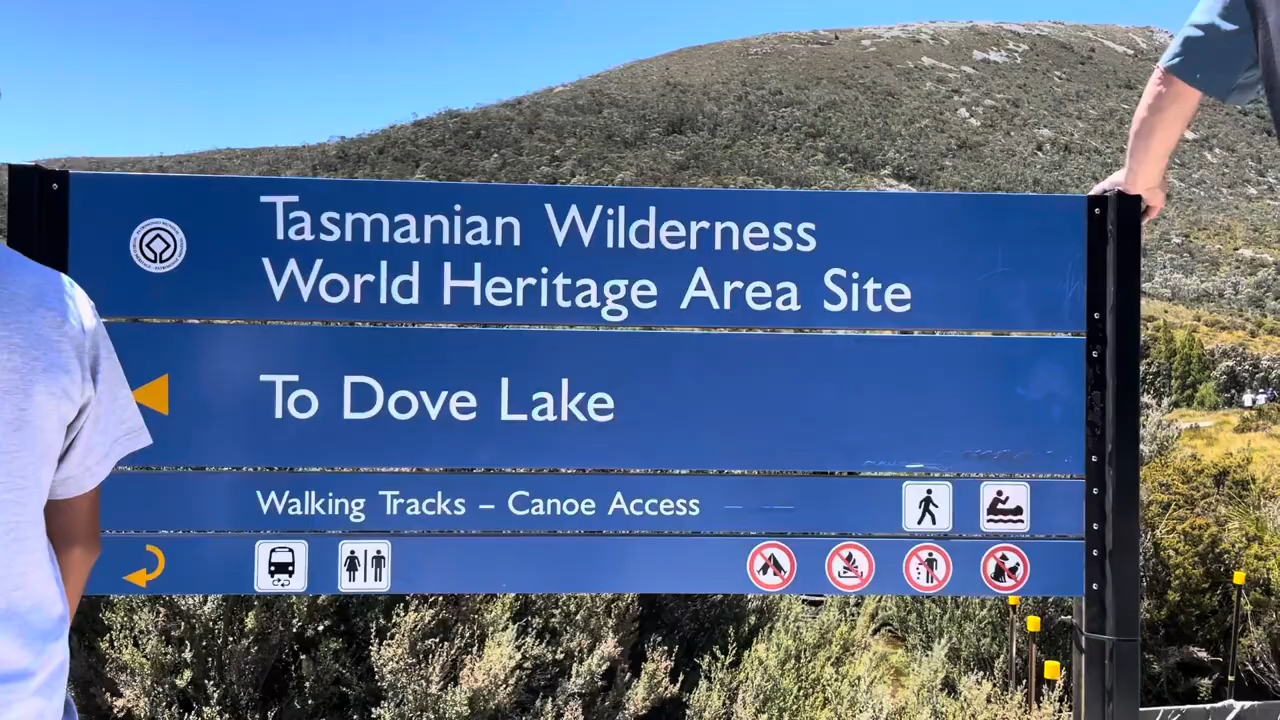 Tasmanian Wilderness
World Heritage Area Site
To Dove Lake
Walking Tracks – Canoe Access